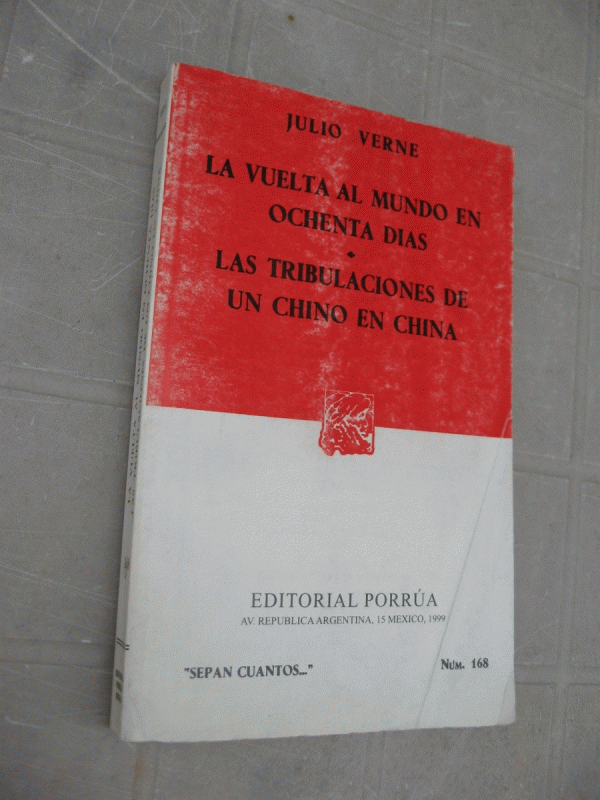 JULIO VERNE
LA VUELTA AL MUNDO EN
OCHENTA DIAS
LAS TRIBULACIONES DE
UN CHINO EN CHINA
EDITORIAL PORRÚA
AV. REPUBLICA ARGENTINA, 15 MEXICO, 1999
"SEPAN CUANTOS..."
NUM. 168